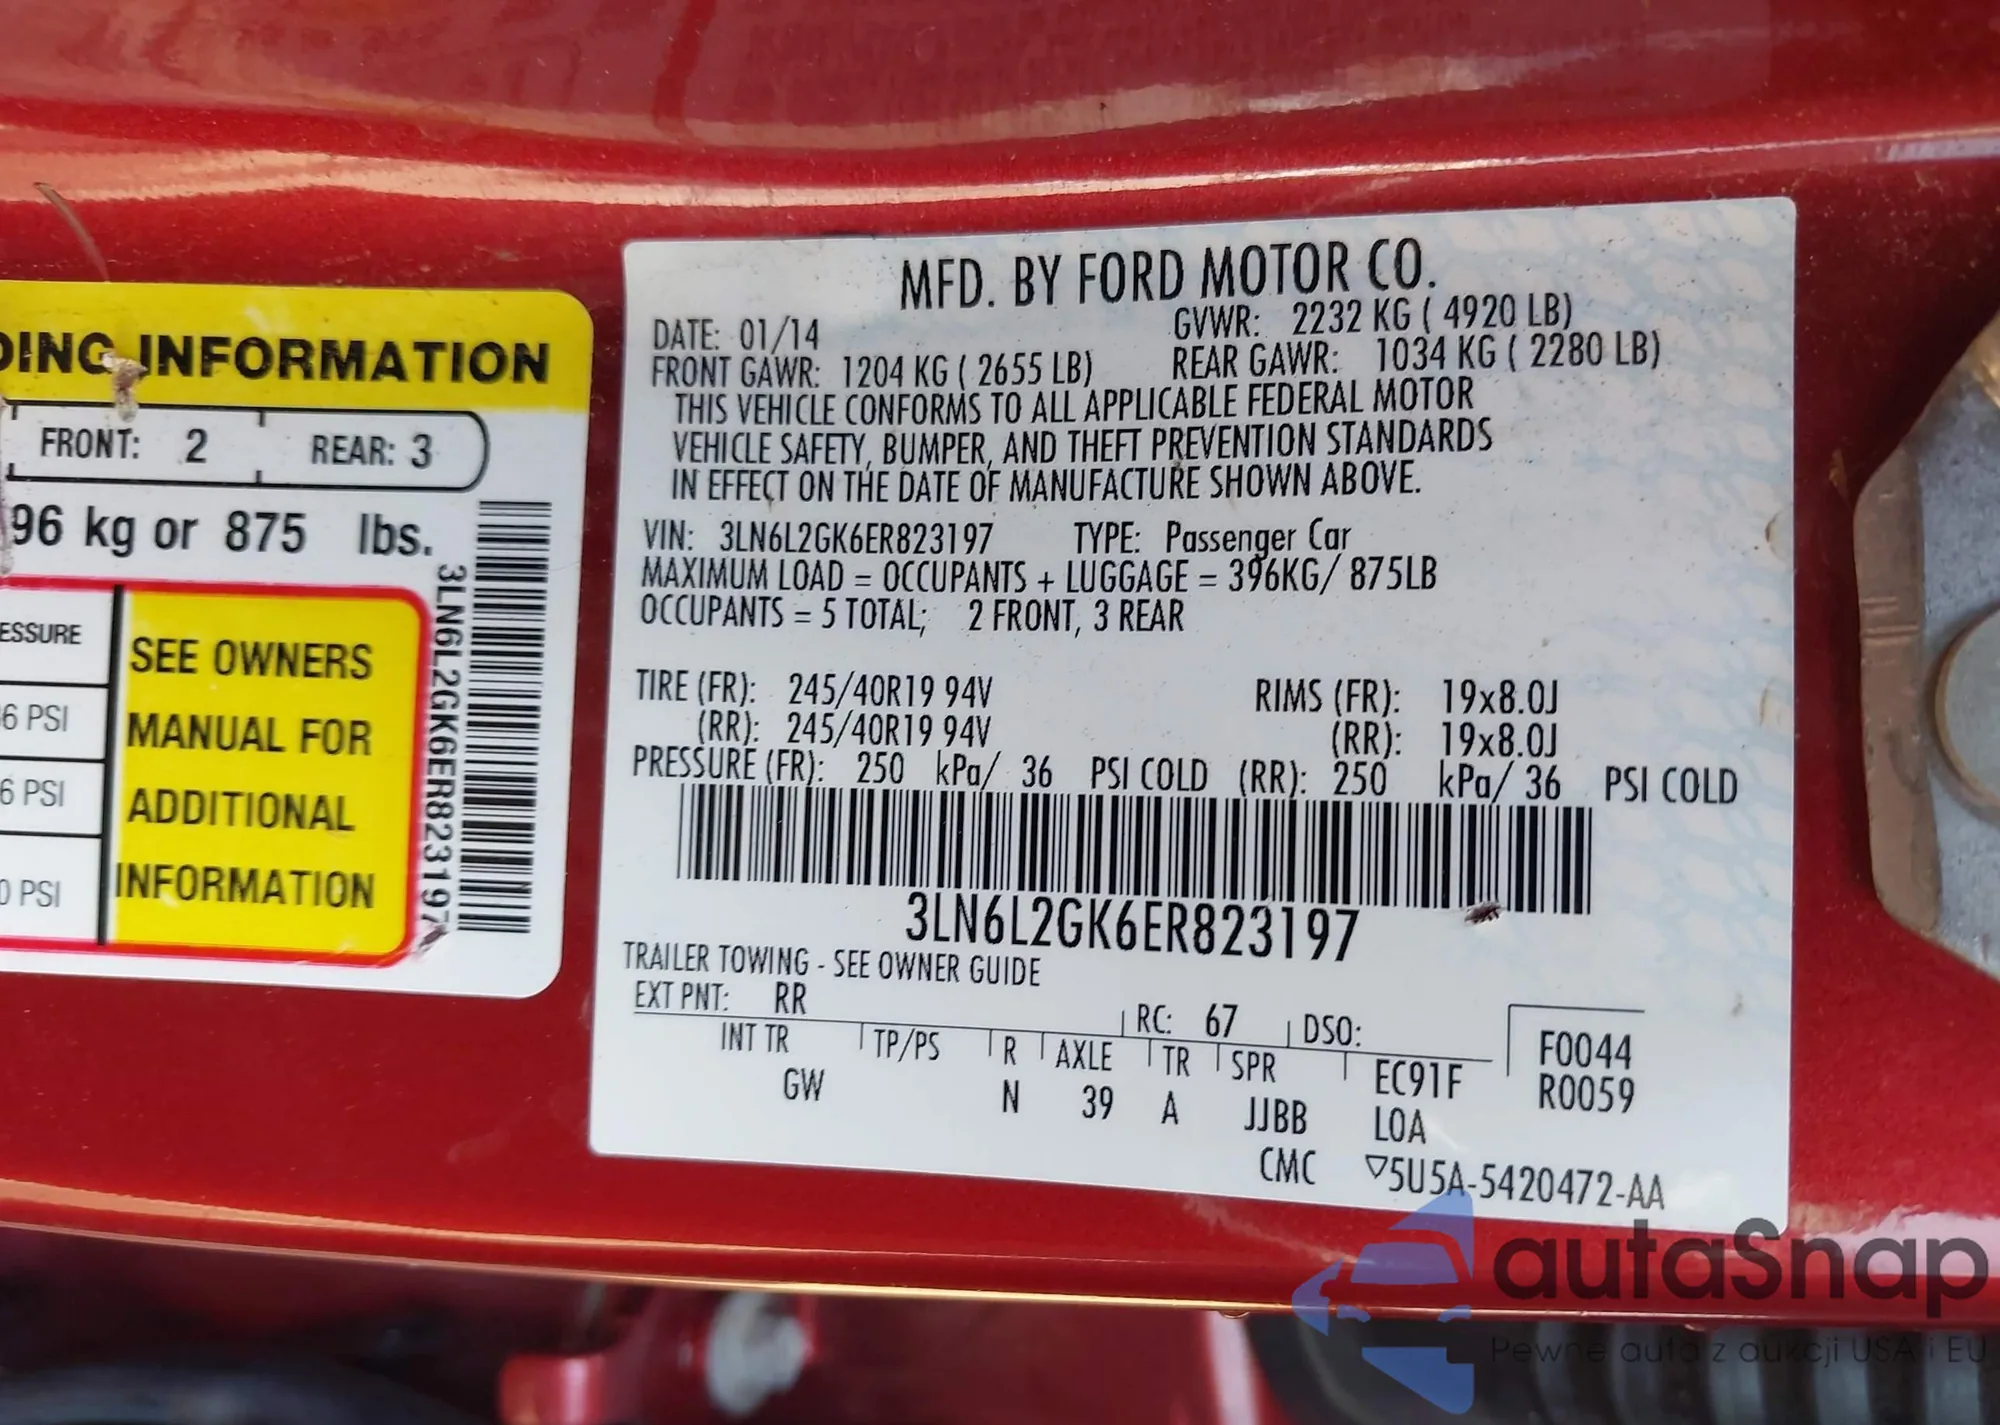 DING INFORMATION
FRONT: 2 REAR: 3
96 kg or 875 lbs.
ESSURE
6 PSI
6 PSI
0 PSI
SEE OWNERS
MANUAL FOR
ADDITIONAL
INFORMATION
3LN6L2GK6ER823197
MFD. BY FORD MOTOR CO.
DATE: 01/14 GVWR: 2232 KG ( 4920 LB)
FRONT GAWR: 1204 KG ( 2655 LB) REAR GAWR: 1034 KG ( 2280 LB)
THIS VEHICLE CONFORMS TO ALL APPLICABLE FEDERAL MOTOR
VEHICLE SAFETY, BUMPER, AND THEFT PREVENTION STANDARDS
IN EFFECT ON THE DATE OF MANUFACTURE SHOWN ABOVE.
VIN: 3LN6L2GK6ER823197 TYPE: Passenger Car
MAXIMUM LOAD = OCCUPANTS + LUGGAGE = 396KG/ 875LB
OCCUPANTS = 5 TOTAL; 2 FRONT, 3 REAR
TIRE (FR): 245/40R19 94V RIMS (FR): 19x8.0J
(RR): 245/40R19 94V (RR): 19x8.0J
PRESSURE (FR): 250 kPa/ 36 PSI COLD (RR): 250 kPa/ 36 PSI COLD
3LN6L2GK6ER823197
TRAILER TOWING - SEE OWNER GUIDE
EXT PNT: RR RC: 67 DSO:
INT TR TP/PS R AXLE TR SPR EC91F
GW N 39 A JJBB LOA
CMC ▽5U5A-5420472-AA
F0044
R0059
autaSnap
Pewne auta z aukcji USA i EU